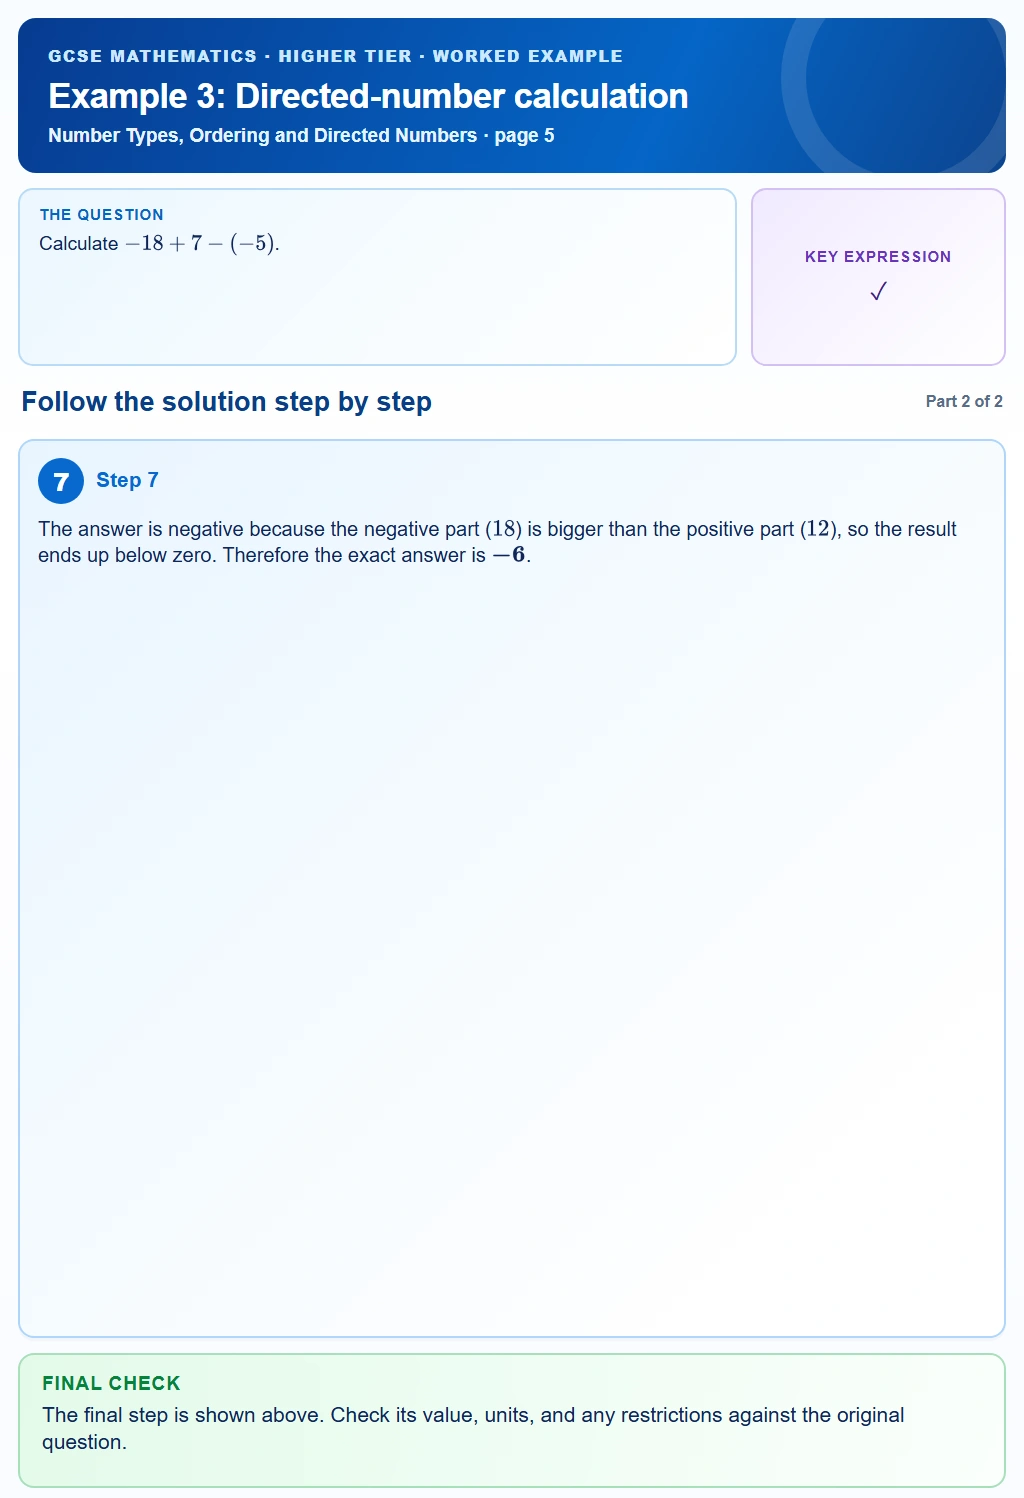 GCSE MATHEMATICS · HIGHER TIER · WORKED EXAMPLE
Example 3: Directed-number calculation
Number Types, Ordering and Directed Numbers · page 5
THE QUESTION
Calculate −18 + 7 − (−5).
KEY EXPRESSION
✓
Follow the solution step by step
Part 2 of 2
7 Step 7
The answer is negative because the negative part (18) is bigger than the positive part (12), so the result
ends up below zero. Therefore the exact answer is −6.
FINAL CHECK
The final step is shown above. Check its value, units, and any restrictions against the original
question.